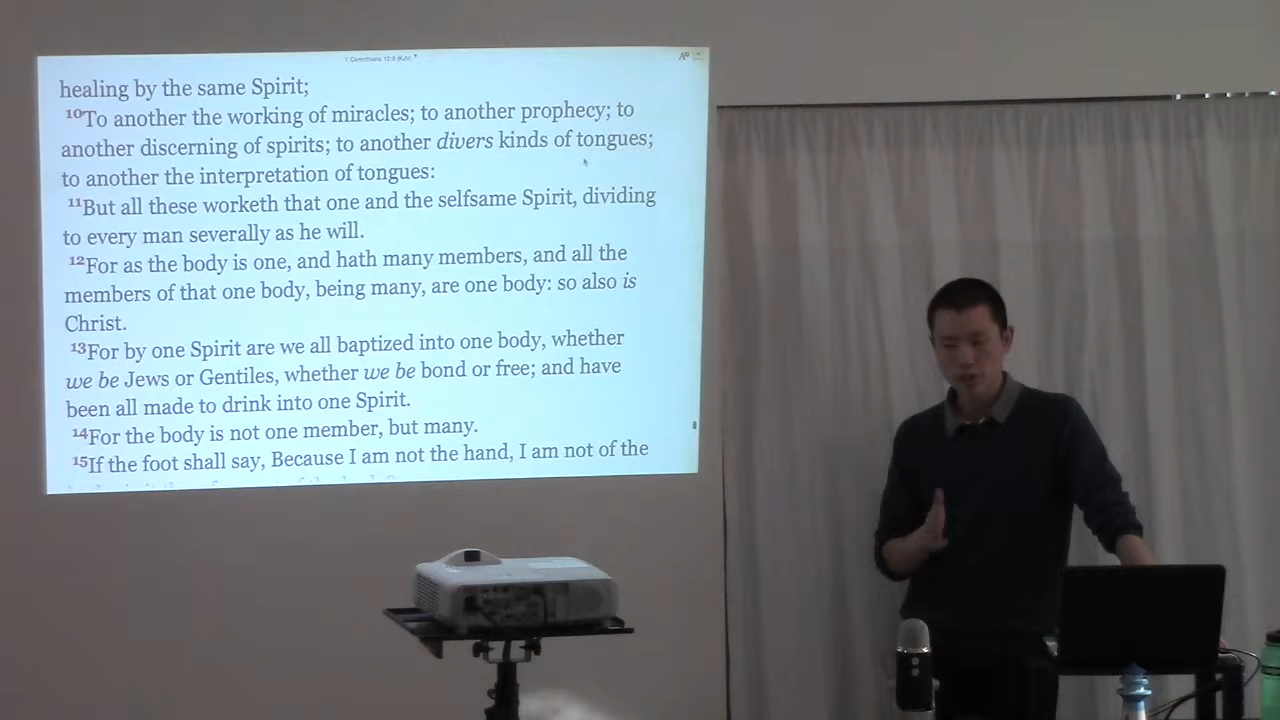 1 Corinthians 12:9 (KJV)
healing by the same Spirit;
10To another the working of miracles; to another prophecy; to
another discerning of spirits; to another divers kinds of tongues;
to another the interpretation of tongues:
11But all these worketh that one and the selfsame Spirit, dividing
to every man severally as he will.
12For as the body is one, and hath many members, and all the
members of that one body, being many, are one body: so also is
Christ.
13For by one Spirit are we all baptized into one body, whether
we be Jews or Gentiles, whether we be bond or free; and have
been all made to drink into one Spirit.
14For the body is not one member, but many.
15If the foot shall say, Because I am not the hand, I am not of the